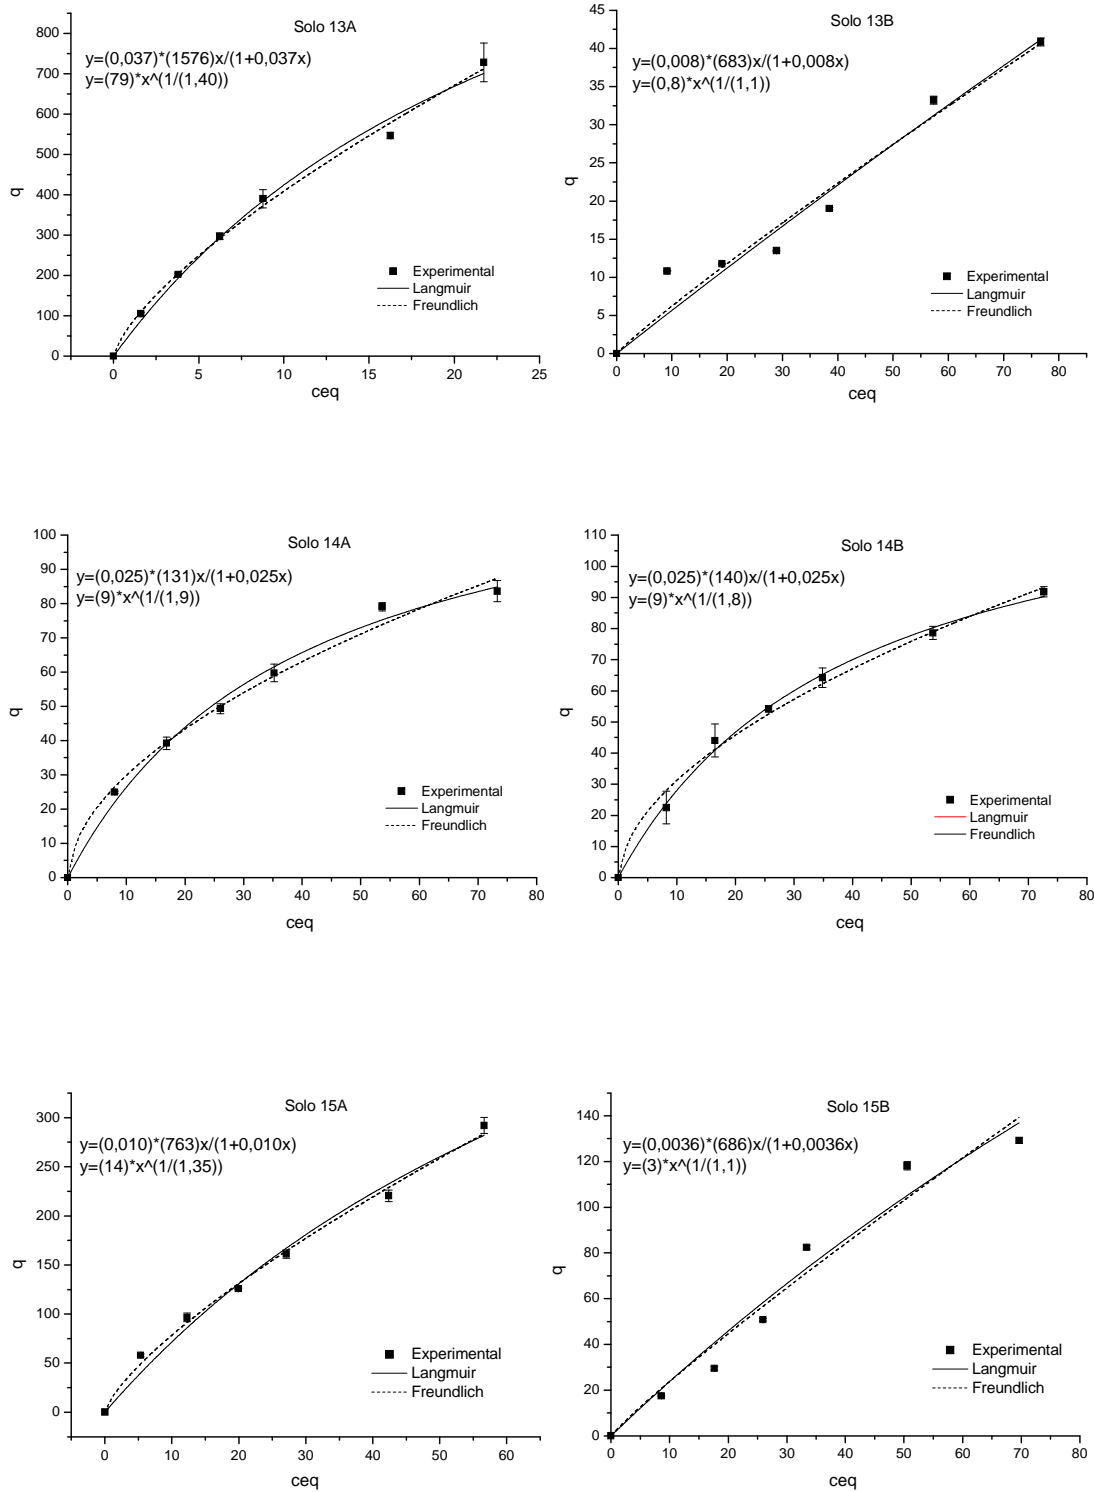 Solo 13A
y=(0,037)*(1576)x/(1+0,037x)
y=(79)*x^(1/(1,40))
800
700
600
500
400
300
200
100
0
q
Experimental
Langmuir
Freundlich
0 5 10 15 20 25
ceq
Solo 13B
y=(0,008)*(683)x/(1+0,008x)
y=(0,8)*x^(1/(1,1))
45
40
35
30
25
20
15
10
5
0
q
Experimental
Langmuir
Freundlich
0 10 20 30 40 50 60 70 80
ceq
Solo 14A
y=(0,025)*(131)x/(1+0,025x)
y=(9)*x^(1/(1,9))
100
90
80
70
60
50
40
30
20
10
0
q
Experimental
Langmuir
Freundlich
0 10 20 30 40 50 60 70 80
ceq
Solo 14B
y=(0,025)*(140)x/(1+0,025x)
y=(9)*x^(1/(1,8))
110
100
90
80
70
60
50
40
30
20
10
0
q
Experimental
Langmuir
Freundlich
0 10 20 30 40 50 60 70 80
ceq
Solo 15A
y=(0,010)*(763)x/(1+0,010x)
y=(14)*x^(1/(1,35))
300
250
200
150
100
50
0
q
Experimental
Langmuir
Freundlich
0 10 20 30 40 50 60
ceq
Solo 15B
y=(0,0036)*(686)x/(1+0,0036x)
y=(3)*x^(1/(1,1))
140
120
100
80
60
40
20
0
q
Experimental
Langmuir
Freundlich
0 10 20 30 40 50 60 70 80
ceq